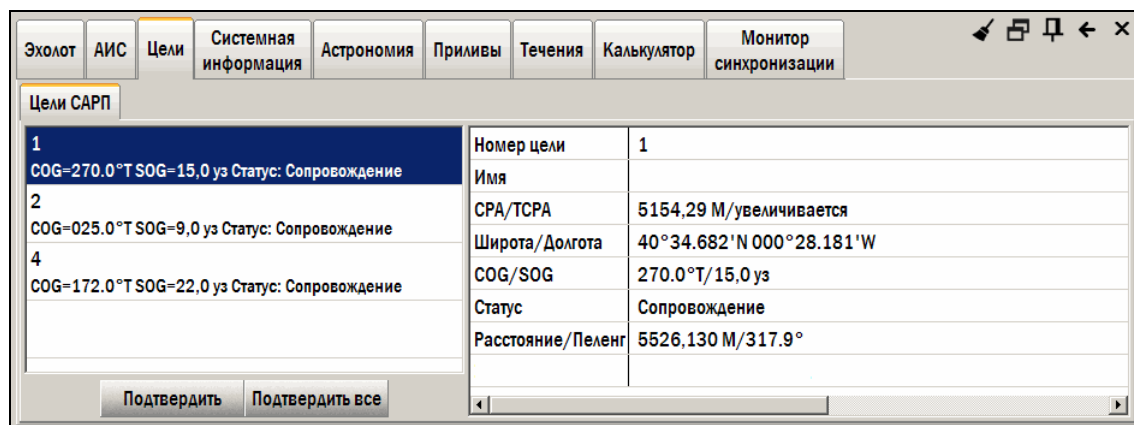 Эхолот АИС Цели Системная информация Астрономия Приливы Течения Калькулятор Монитор синхронизации
Цели САРП
1
COG=270.0°T SOG=15,0 уз Статус: Сопровождение
2
COG=025.0°T SOG=9,0 уз Статус: Сопровождение
4
COG=172.0°T SOG=22,0 уз Статус: Сопровождение
Подтвердить Подтвердить все
Номер цели 1
Имя
CPA/TCPA 5154,29 М/увеличивается
Широта/Долгота 40°34.682'N 000°28.181'W
COG/SOG 270.0°T/15,0 уз
Статус Сопровождение
Расстояние/Пеленг 5526,130 М/317.9°